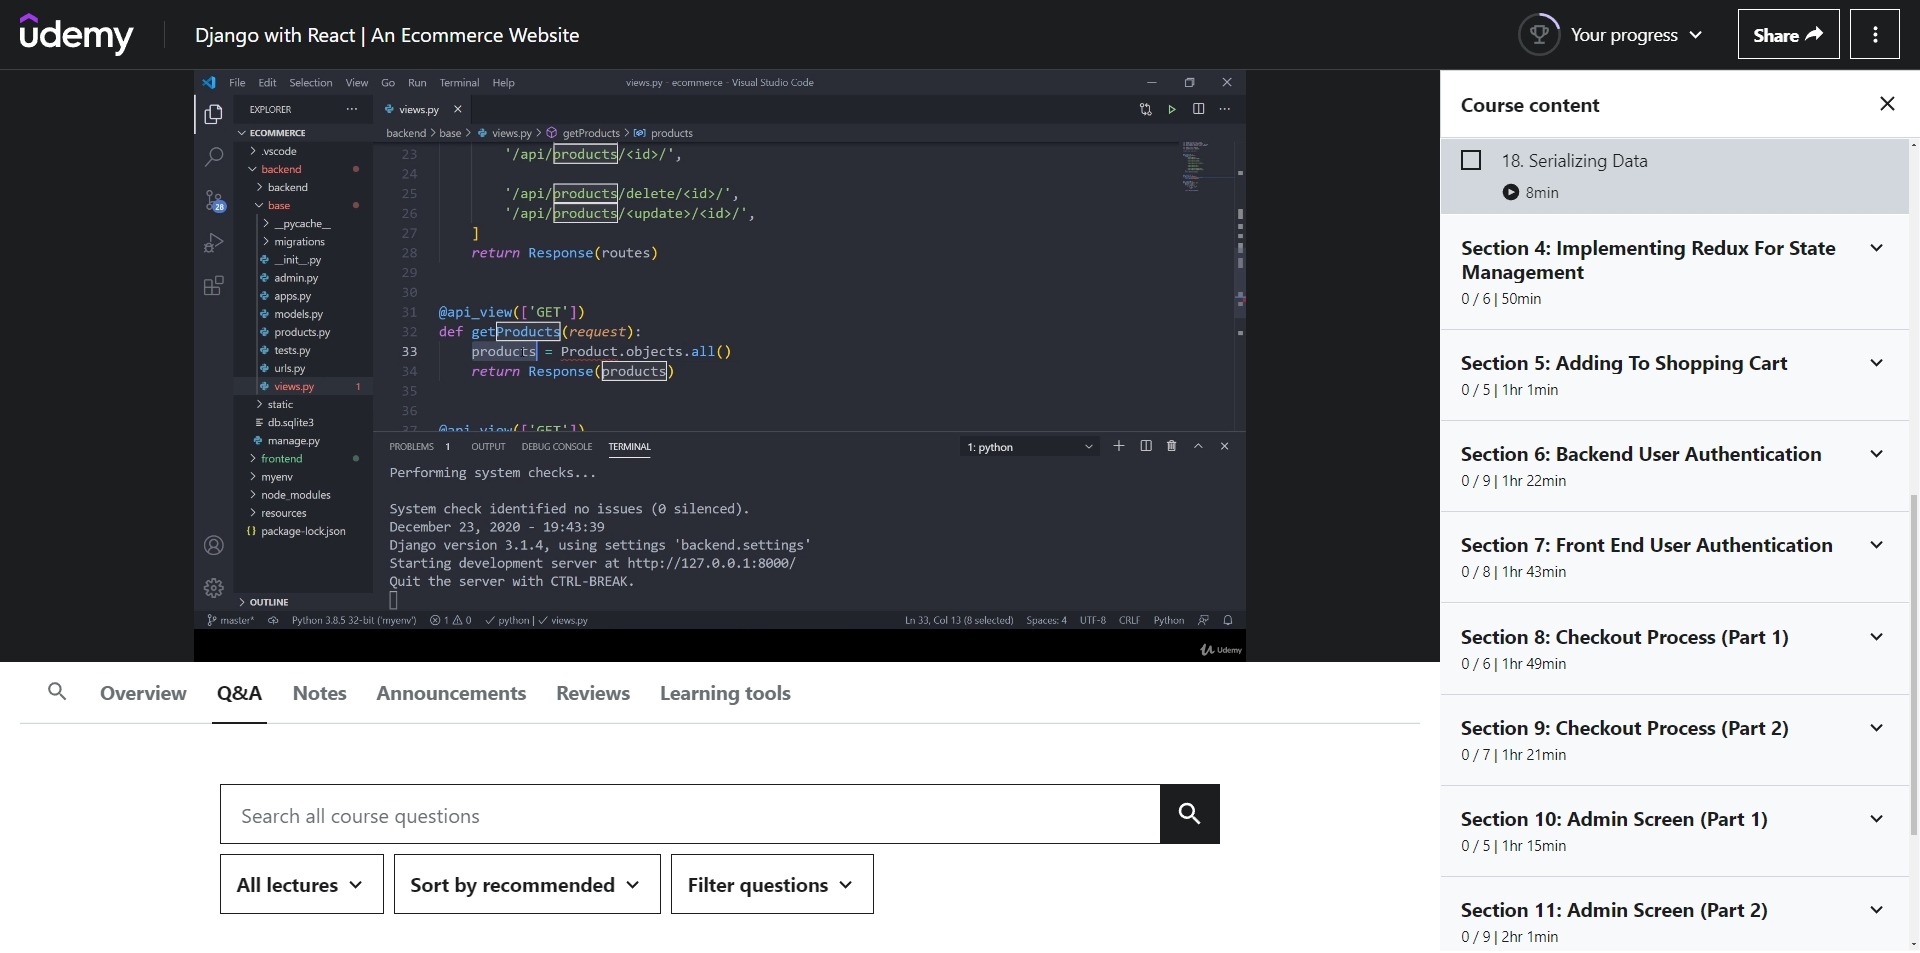 udemy
Django with React | An Ecommerce Website
Your progress
Share
File Edit Selection View Go Run Terminal Help
views.py - ecommerce - Visual Studio Code
EXPLORER
ECOMMERCE
.vscode
backend
backend
base
__pycache__
migrations
__init__.py
admin.py
apps.py
models.py
products.py
tests.py
urls.py
views.py 1
static
db.sqlite3
manage.py
frontend
myenv
node_modules
resources
package-lock.json
OUTLINE
28
views.py
backend > base > views.py > getProducts > products
23 '/api/products/<id>/',
24
25 '/api/products/delete/<id>/',
26 '/api/products/<update>/<id>/',
27 ]
28 return Response(routes)
29
30
31 @api_view(['GET'])
32 def getProducts(request):
33 products = Product.objects.all()
34 return Response(products)
35
36
37 @api_view(['GET'])
PROBLEMS 1 OUTPUT DEBUG CONSOLE TERMINAL
1: python
Performing system checks...
System check identified no issues (0 silenced).
December 23, 2020 - 19:43:39
Django version 3.1.4, using settings 'backend.settings'
Starting development server at http://127.0.0.1:8000/
Quit the server with CTRL-BREAK.
master* Python 3.8.5 32-bit ('myenv') 1 0 python | views.py
Ln 33, Col 13 (8 selected) Spaces: 4 UTF-8 CRLF Python
Udemy
Overview Q&A Notes Announcements Reviews Learning tools
Search all course questions
All lectures
Sort by recommended
Filter questions
Course content
18. Serializing Data
8min
Section 4: Implementing Redux For State
Management
0 / 6 | 50min
Section 5: Adding To Shopping Cart
0 / 5 | 1hr 1min
Section 6: Backend User Authentication
0 / 9 | 1hr 22min
Section 7: Front End User Authentication
0 / 8 | 1hr 43min
Section 8: Checkout Process (Part 1)
0 / 6 | 1hr 49min
Section 9: Checkout Process (Part 2)
0 / 7 | 1hr 21min
Section 10: Admin Screen (Part 1)
0 / 5 | 1hr 15min
Section 11: Admin Screen (Part 2)
0 / 9 | 2hr 1min